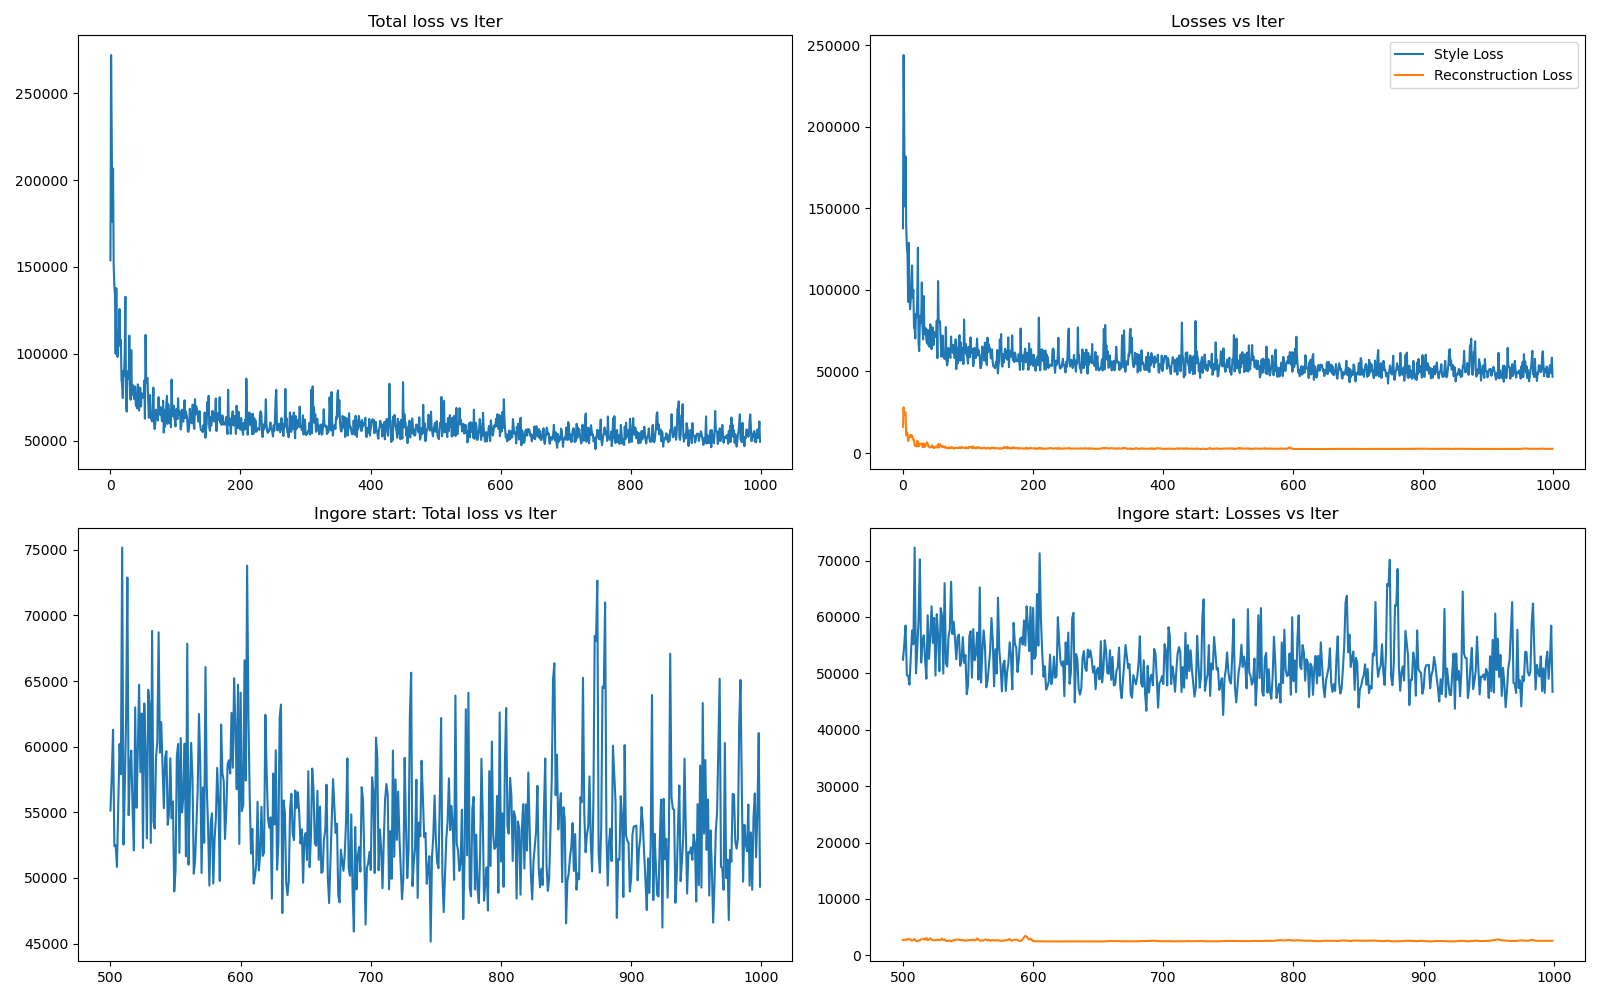 Total loss vs Iter
250000
200000
150000
100000
50000
0 200 400 600 800 1000
Losses vs Iter
Style Loss
Reconstruction Loss
250000
200000
150000
100000
50000
0
0 200 400 600 800 1000
Ingore start: Total loss vs Iter
75000
70000
65000
60000
55000
50000
45000
500 600 700 800 900 1000
Ingore start: Losses vs Iter
70000
60000
50000
40000
30000
20000
10000
0
500 600 700 800 900 1000